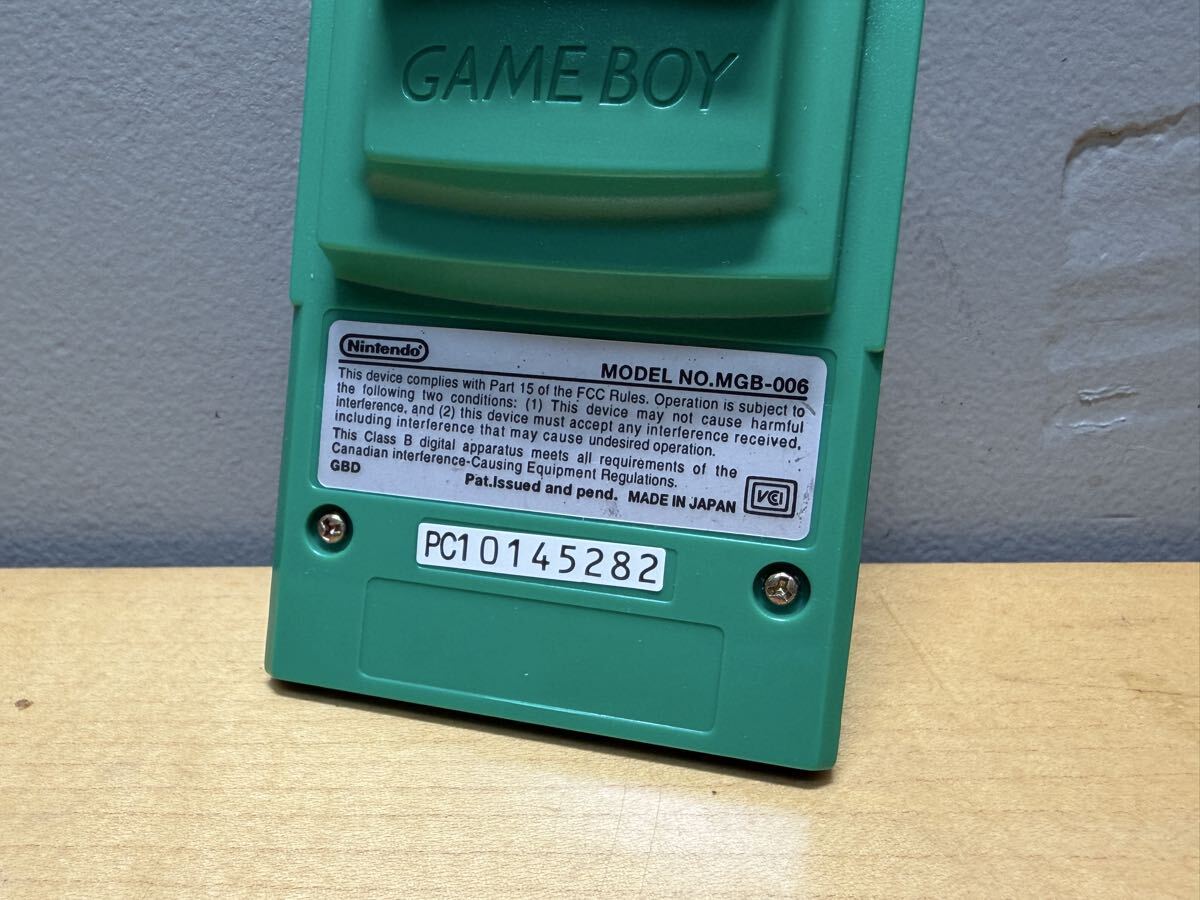 GAME BOY
Nintendo
MODEL NO.MGB-006
This device complies with Part 15 of the FCC Rules. Operation is subject to
the following two conditions: (1) This device may not cause harmful
interference, and (2) this device must accept any interference received,
including interference that may cause undesired operation.
This Class B digital apparatus meets all requirements of the
Canadian interference-Causing Equipment Regulations.
GBD
Pat.Issued and pend. MADE IN JAPAN
VCI
PC10145282